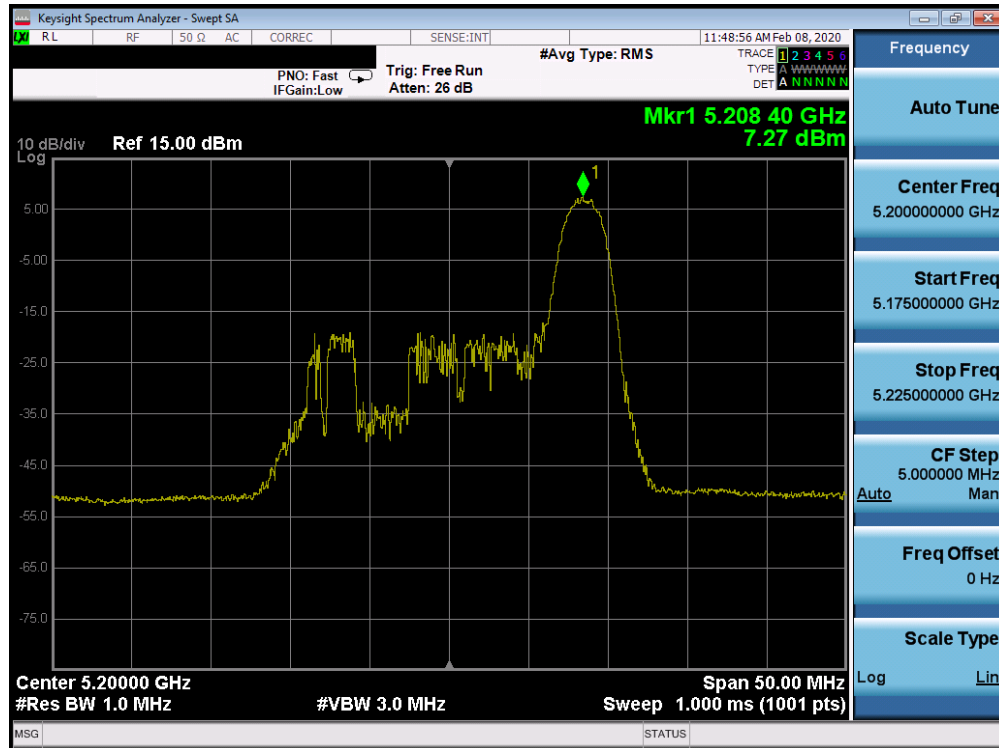 Keysight Spectrum Analyzer - Swept SA
LXI RL RF 50 Ω AC CORREC SENSE:INT 11:48:56 AM Feb 08, 2020
#Avg Type: RMS
TRACE 1 2 3 4 5 6
TYPE A WWWWW
DET A N N N N N
PNO: Fast
IFGain:Low
Trig: Free Run
Atten: 26 dB
Mkr1 5.208 40 GHz
7.27 dBm
10 dB/div Ref 15.00 dBm
Log
1
5.00
-5.00
-15.0
-25.0
-35.0
-45.0
-55.0
-65.0
-75.0
Center 5.20000 GHz Span 50.00 MHz
#Res BW 1.0 MHz #VBW 3.0 MHz Sweep 1.000 ms (1001 pts)
MSG STATUS
Frequency
Auto Tune
Center Freq
5.200000000 GHz
Start Freq
5.175000000 GHz
Stop Freq
5.225000000 GHz
CF Step
5.000000 MHz
Auto Man
Freq Offset
0 Hz
Scale Type
Log Lin